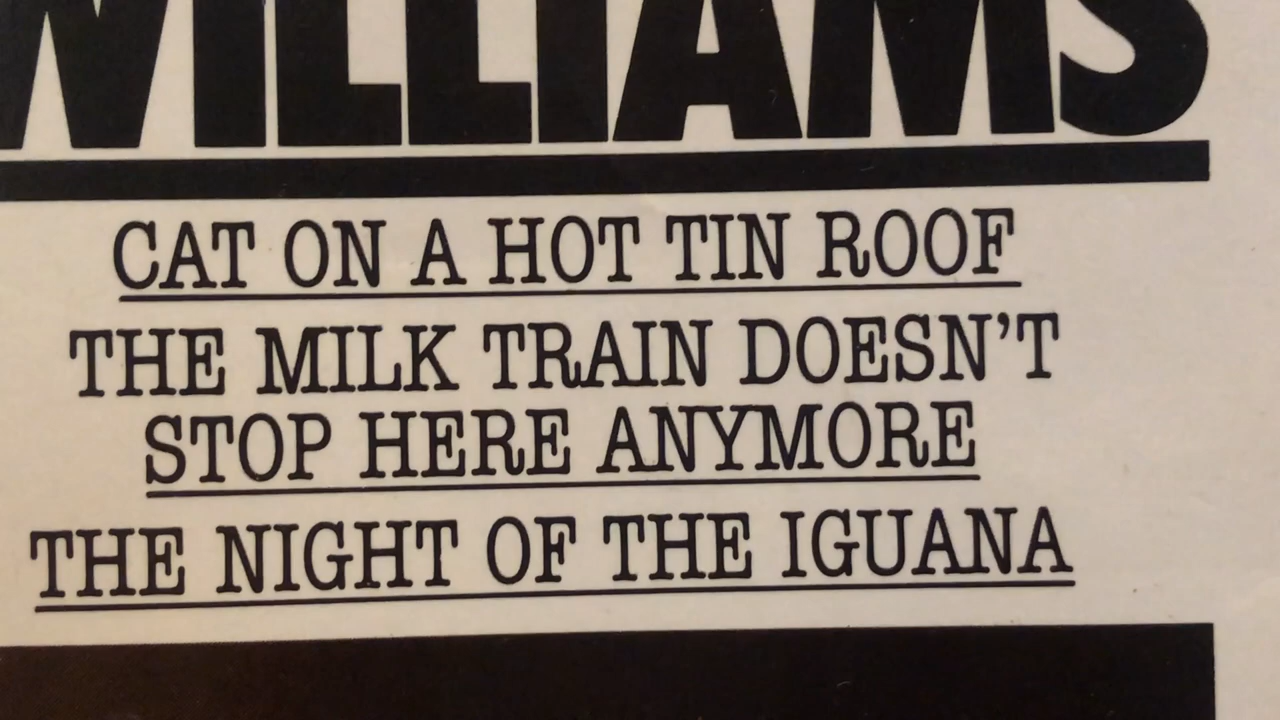 WILLIAMS
CAT ON A HOT TIN ROOF
THE MILK TRAIN DOESN'T
STOP HERE ANYMORE
THE NIGHT OF THE IGUANA